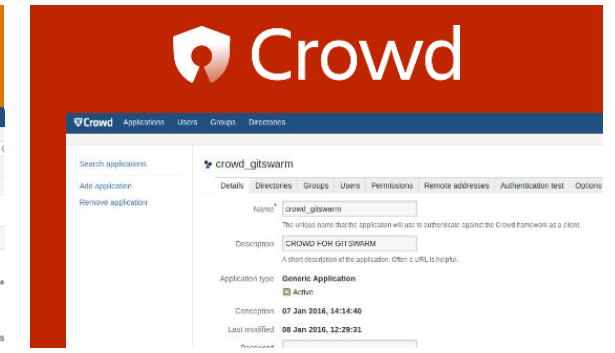 Crowd
Crowd Applications Users Groups Directories
Search applications
Add application
Remove application
crowd_gitswarm
Details Directories Groups Users Permissions Remote addresses Authentication test Options
Name* crowd_gitswarm
The unique name that the application will use to authenticate against the Crowd framework as a client.
Description CROWD FOR GITSWARM
A short description of the application. Often a URL is helpful.
Application type Generic Application
Active
Conception 07 Jan 2016, 14:14:40
Last modified 08 Jan 2016, 12:29:31
Password